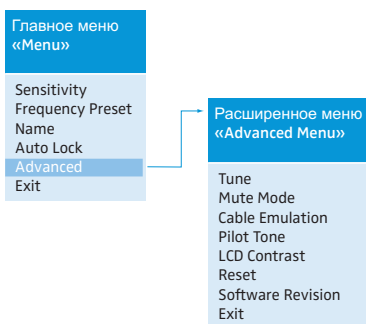 Главное меню
«Menu»
Sensitivity
Frequency Preset
Name
Auto Lock
Advanced
Exit
Расширенное меню
«Advanced Menu»
Tune
Mute Mode
Cable Emulation
Pilot Tone
LCD Contrast
Reset
Software Revision
Exit